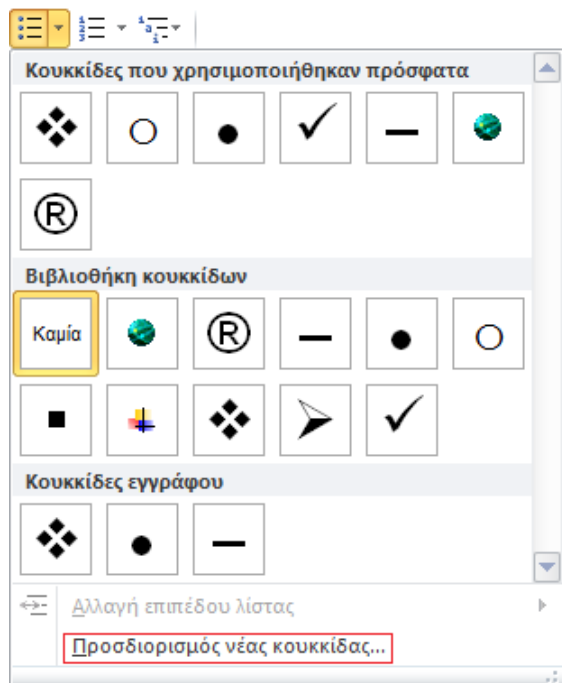 Κουκκίδες που χρησιμοποιήθηκαν πρόσφατα
®
Βιβλιοθήκη κουκκίδων
Καμία ®
Κουκκίδες εγγράφου
Αλλαγή επιπέδου λίστας
Προσδιορισμός νέας κουκκίδας...